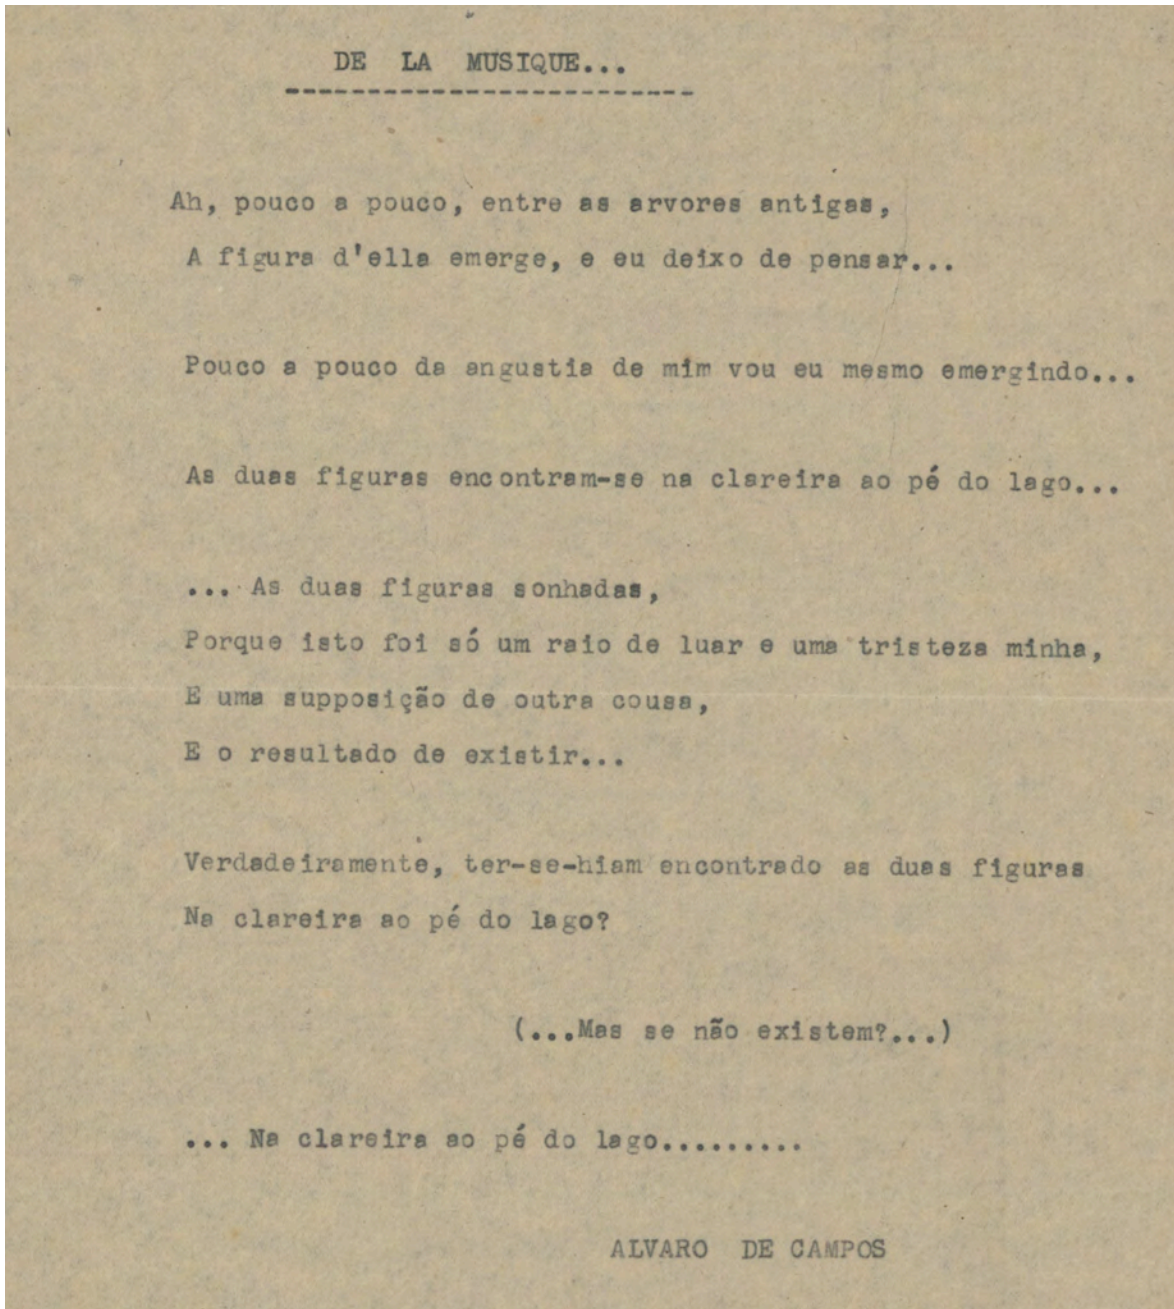 DE LA MUSIQUE...
Ah, pouco a pouco, entre as arvores antigas,
A figura d'ella emerge, e eu deixo de pensar...
Pouco a pouco da angustia de mim vou eu mesmo emergindo...
As duas figuras encontram-se na clareira ao pé do lago...
... As duas figuras sonhadas,
Porque isto foi só um raio de luar e uma tristeza minha,
E uma supposição de outra cousa,
E o resultado de existir...
Verdadeiramente, ter-se-hiam encontrado as duas figuras
Na clareira ao pé do lago?
(...Mas se não existem?...)
... Na clareira ao pé do lago.........
ALVARO DE CAMPOS